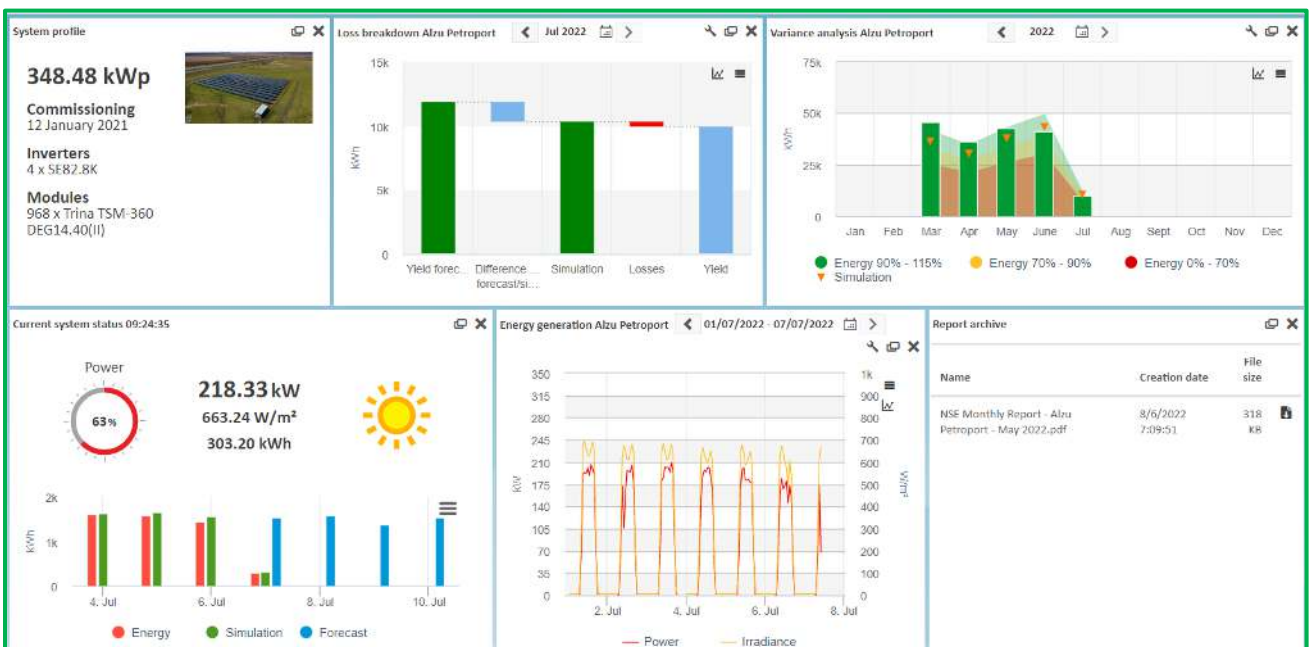 System profile
348.48 kWp
Commissioning
12 January 2021
Inverters
4 x SE82.8K
Modules
968 x Trina TSM-360
DEG14.40(II)
Loss breakdown Alzu Petroport
Jul 2022
15k
10k
5k
0
kWh
Yield forec...
Difference ...
forecast/si...
Simulation
Losses
Yield
Variance analysis Alzu Petroport
2022
75k
50k
25k
0
kWh
Jan Feb Mar Apr May June Jul Aug Sept Oct Nov Dec
Energy 90% - 115%
Energy 70% - 90%
Energy 0% - 70%
Simulation
Current system status 09:24:35
Power
63%
218.33 kW
663.24 W/m²
303.20 kWh
2k
1k
0
kWh
4. Jul 6. Jul 8. Jul 10. Jul
Energy Simulation Forecast
Energy generation Alzu Petroport
01/07/2022 - 07/07/2022
350
315
280
245
210
175
140
105
70
35
0
kW
1k
900
800
700
600
500
400
300
200
100
0
W/m²
2. Jul 4. Jul 6. Jul 8. Jul
Power Irradiance
Report archive
Name
Creation date
File
size
NSE Monthly Report - Alzu
Petroport - May 2022.pdf
8/6/2022
7:09:51
318
KB